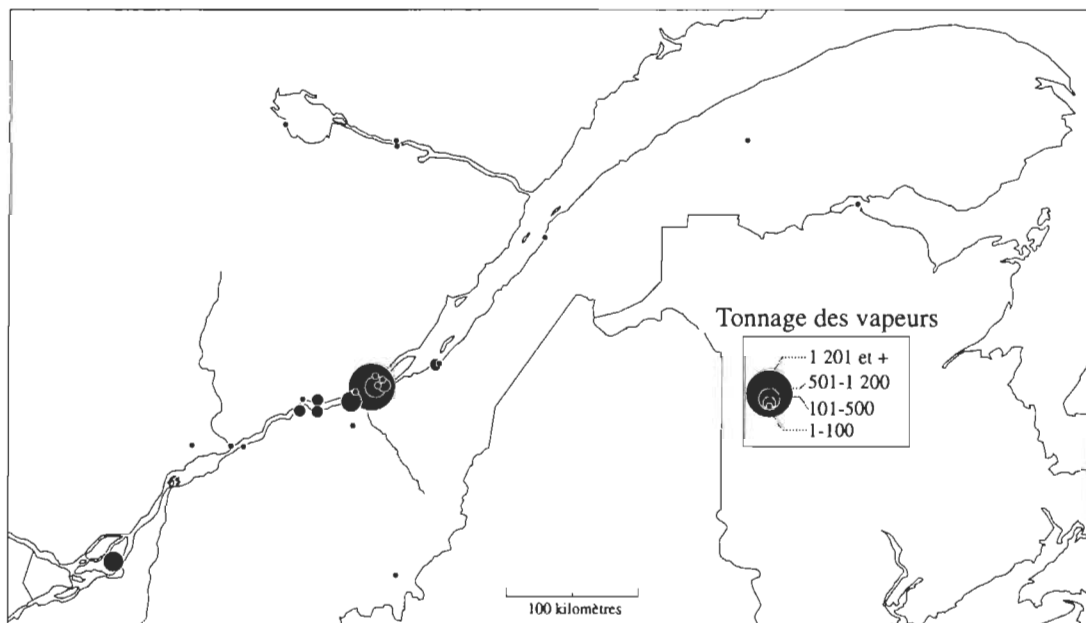 Tonnage des vapeurs
1 201 et +
501-1 200
101-500
1-100
100 kilomètres